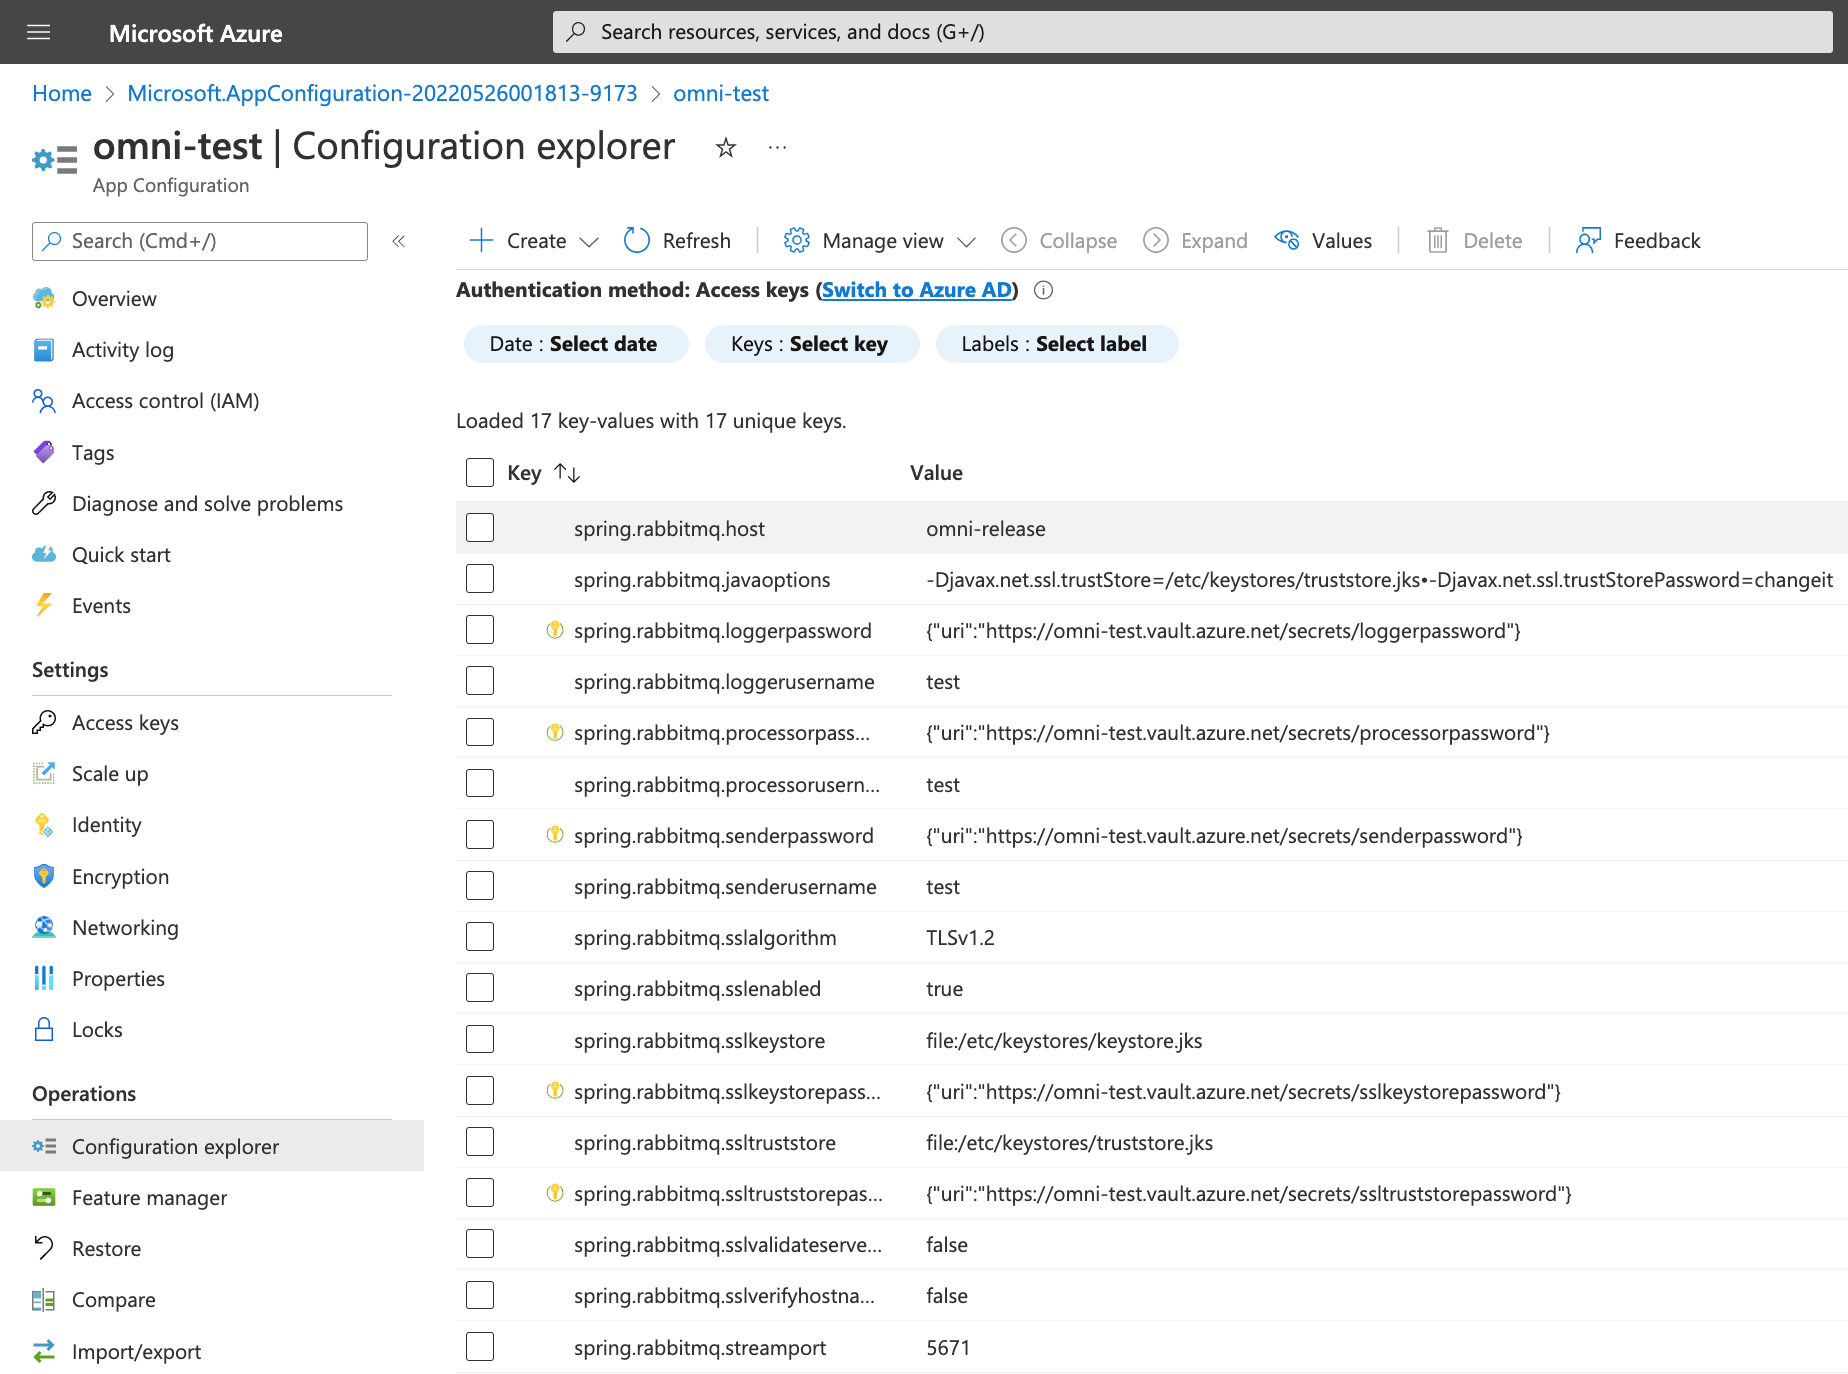 Microsoft Azure
Search resources, services, and docs (G+/)
Home > Microsoft.AppConfiguration-20220526001813-9173 > omni-test
omni-test | Configuration explorer ☆ ...
App Configuration
Search (Cmd+/) «
Overview
Activity log
Access control (IAM)
Tags
Diagnose and solve problems
Quick start
Events
Settings
Access keys
Scale up
Identity
Encryption
Networking
Properties
Locks
Operations
Configuration explorer
Feature manager
Restore
Compare
Import/export
Create Refresh Manage view Collapse Expand Values Delete Feedback
Authentication method: Access keys (Switch to Azure AD)
Date : Select date Keys : Select key Labels : Select label
Loaded 17 key-values with 17 unique keys.
Key ↑↓ Value
spring.rabbitmq.host omni-release
spring.rabbitmq.javaoptions -Djavax.net.ssl.trustStore=/etc/keystores/truststore.jks•-Djavax.net.ssl.trustStorePassword=changeit
spring.rabbitmq.loggerpassword {"uri":"https://omni-test.vault.azure.net/secrets/loggerpassword"}
spring.rabbitmq.loggerusername test
spring.rabbitmq.processorpass... {"uri":"https://omni-test.vault.azure.net/secrets/processorpassword"}
spring.rabbitmq.processorusern... test
spring.rabbitmq.senderpassword {"uri":"https://omni-test.vault.azure.net/secrets/senderpassword"}
spring.rabbitmq.senderusername test
spring.rabbitmq.sslalgorithm TLSv1.2
spring.rabbitmq.sslenabled true
spring.rabbitmq.sslkeystore file:/etc/keystores/keystore.jks
spring.rabbitmq.sslkeystorepass... {"uri":"https://omni-test.vault.azure.net/secrets/sslkeystorepassword"}
spring.rabbitmq.ssltruststore file:/etc/keystores/truststore.jks
spring.rabbitmq.ssltruststorepas... {"uri":"https://omni-test.vault.azure.net/secrets/ssltruststorepassword"}
spring.rabbitmq.sslvalidateserve... false
spring.rabbitmq.sslverifyhostna... false
spring.rabbitmq.streamport 5671